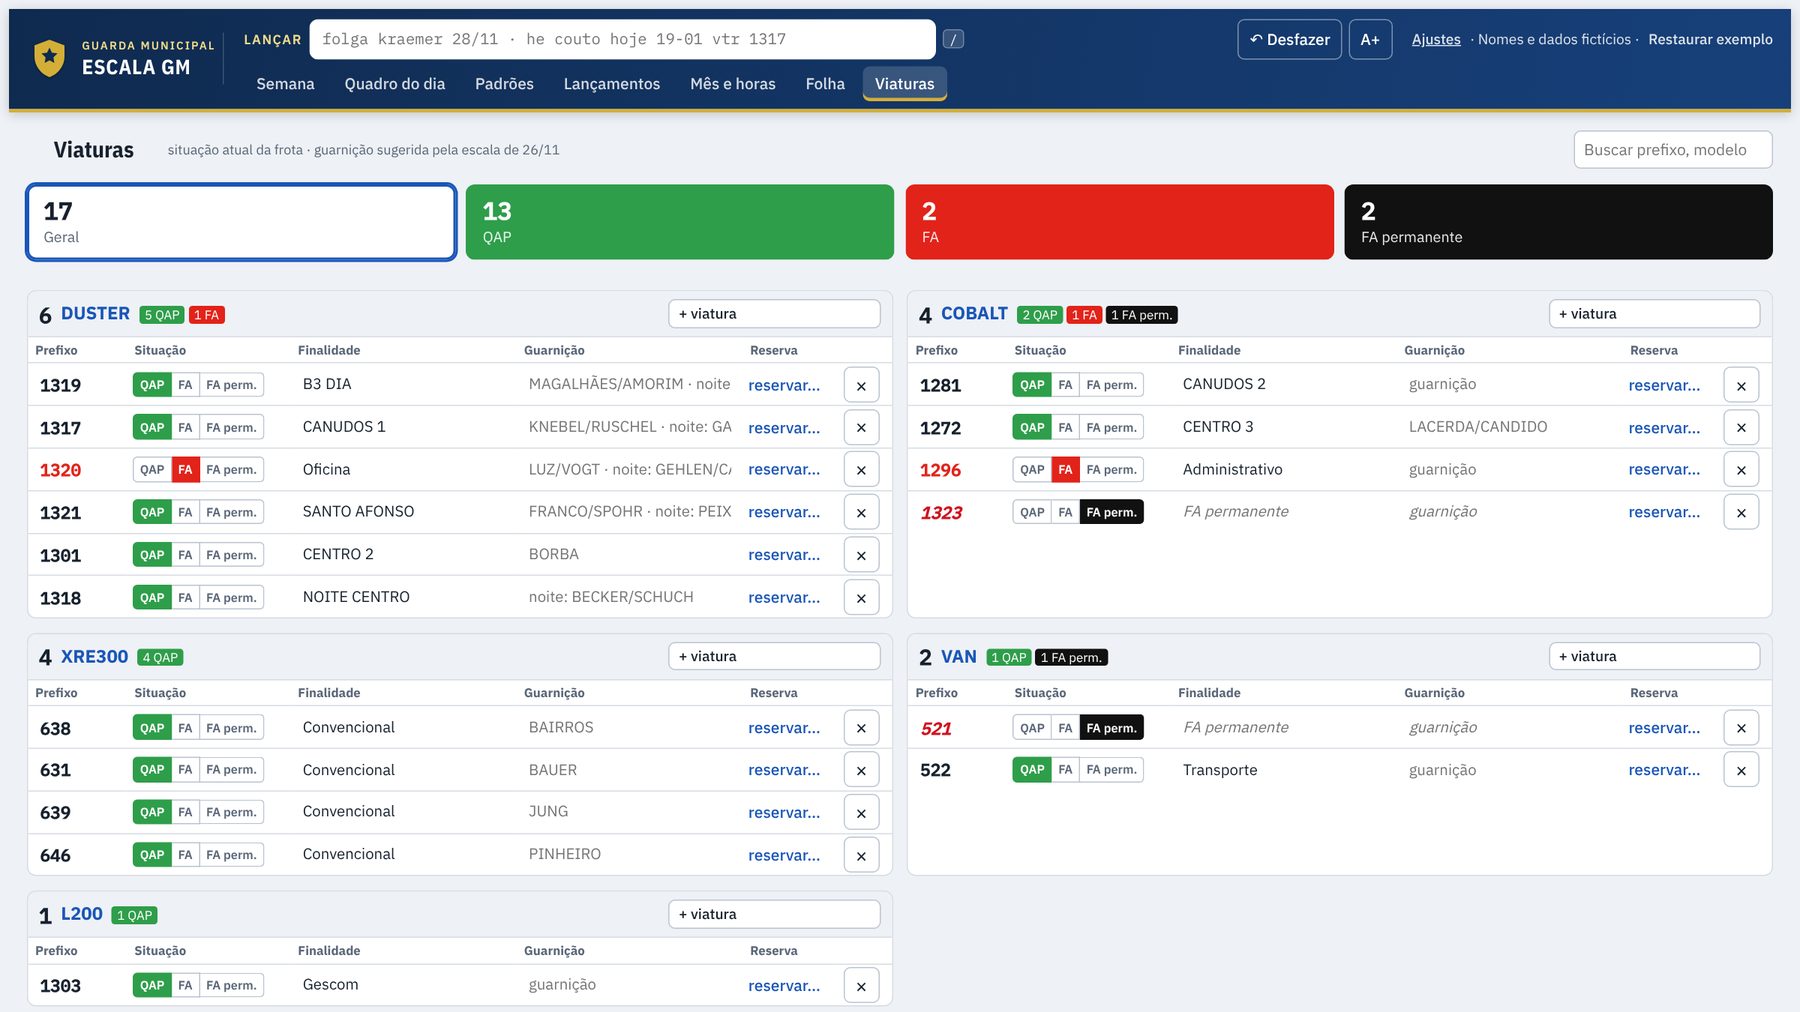 GUARDA MUNICIPAL
ESCALA GM
LANÇAR
folga kraemer 28/11 · he couto hoje 19-01 vtr 1317
/
↶ Desfazer
A+
Ajustes · Nomes e dados fictícios · Restaurar exemplo
Semana Quadro do dia Padrões Lançamentos Mês e horas Folha Viaturas
Viaturas
situação atual da frota · guarnição sugerida pela escala de 26/11
Buscar prefixo, modelo
17
Geral
13
QAP
2
FA
2
FA permanente
6 DUSTER 5 QAP 1 FA + viatura
Prefixo Situação Finalidade Guarnição Reserva
1319 QAP FA FA perm. B3 DIA MAGALHÃES/AMORIM · noite reservar... ×
1317 QAP FA FA perm. CANUDOS 1 KNEBEL/RUSCHEL · noite: GA reservar... ×
1320 QAP FA FA perm. Oficina LUZ/VOGT · noite: GEHLEN/CA reservar... ×
1321 QAP FA FA perm. SANTO AFONSO FRANCO/SPOHR · noite: PEIX reservar... ×
1301 QAP FA FA perm. CENTRO 2 BORBA reservar... ×
1318 QAP FA FA perm. NOITE CENTRO noite: BECKER/SCHUCH reservar... ×
4 COBALT 2 QAP 1 FA 1 FA perm. + viatura
Prefixo Situação Finalidade Guarnição Reserva
1281 QAP FA FA perm. CANUDOS 2 guarnição reservar... ×
1272 QAP FA FA perm. CENTRO 3 LACERDA/CANDIDO reservar... ×
1296 QAP FA FA perm. Administrativo guarnição reservar... ×
1323 QAP FA FA perm. FA permanente guarnição reservar... ×
4 XRE300 4 QAP + viatura
Prefixo Situação Finalidade Guarnição Reserva
638 QAP FA FA perm. Convencional BAIRROS reservar... ×
631 QAP FA FA perm. Convencional BAUER reservar... ×
639 QAP FA FA perm. Convencional JUNG reservar... ×
646 QAP FA FA perm. Convencional PINHEIRO reservar... ×
2 VAN 1 QAP 1 FA perm. + viatura
Prefixo Situação Finalidade Guarnição Reserva
521 QAP FA FA perm. FA permanente guarnição reservar... ×
522 QAP FA FA perm. Transporte guarnição reservar... ×
1 L200 1 QAP + viatura
Prefixo Situação Finalidade Guarnição Reserva
1303 QAP FA FA perm. Gescom guarnição reservar... ×